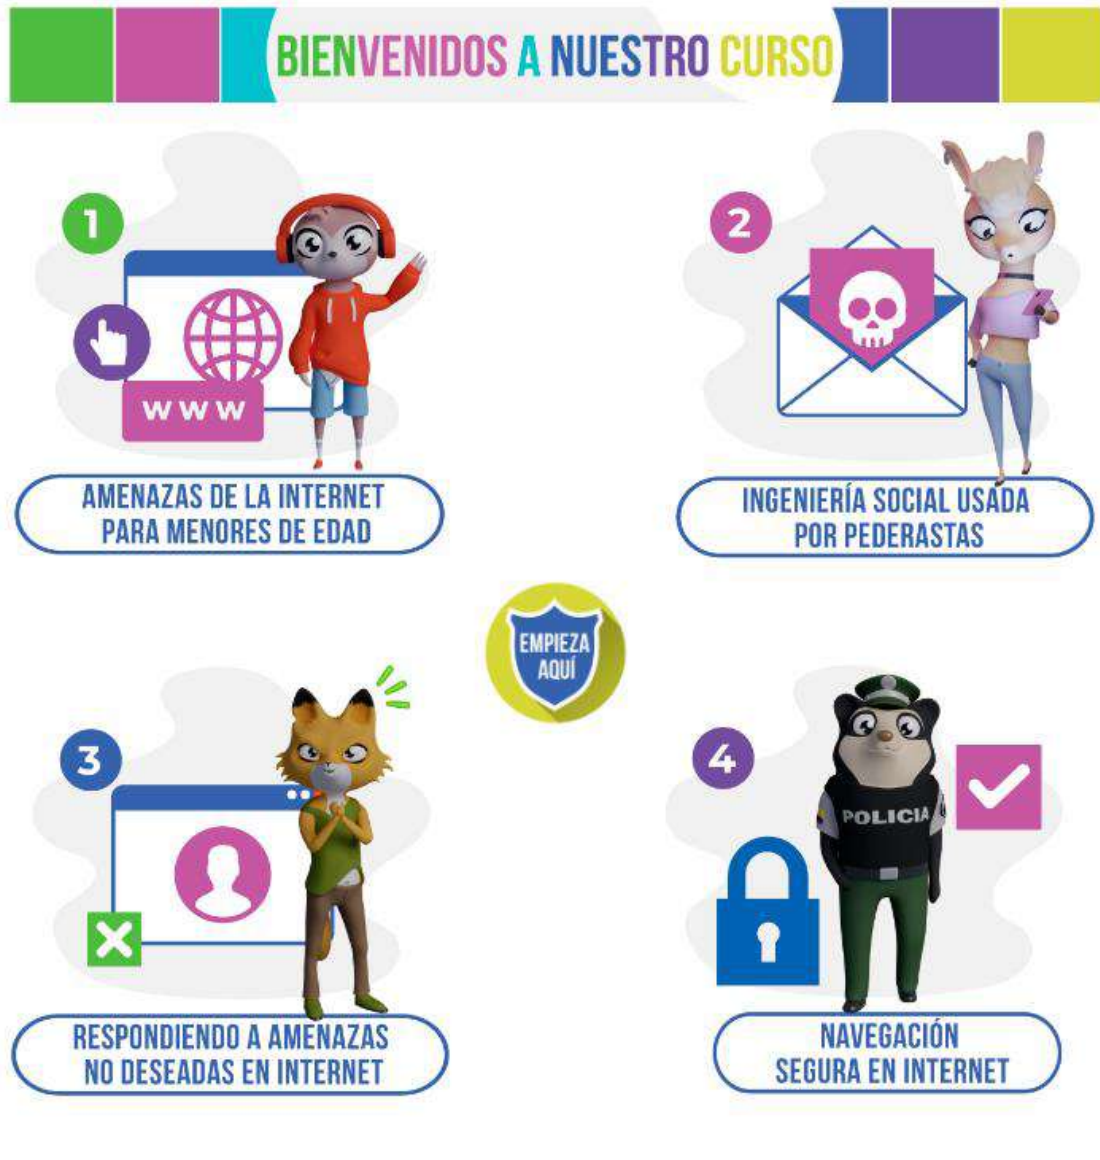 BIENVENIDOS A NUESTRO CURSO
1
WWW
AMENAZAS DE LA INTERNET
PARA MENORES DE EDAD
2
INGENIERÍA SOCIAL USADA
POR PEDERASTAS
EMPIEZA
AQUÍ
3
RESPONDIENDO A AMENAZAS
NO DESEADAS EN INTERNET
4
POLICIA
NAVEGACIÓN
SEGURA EN INTERNET